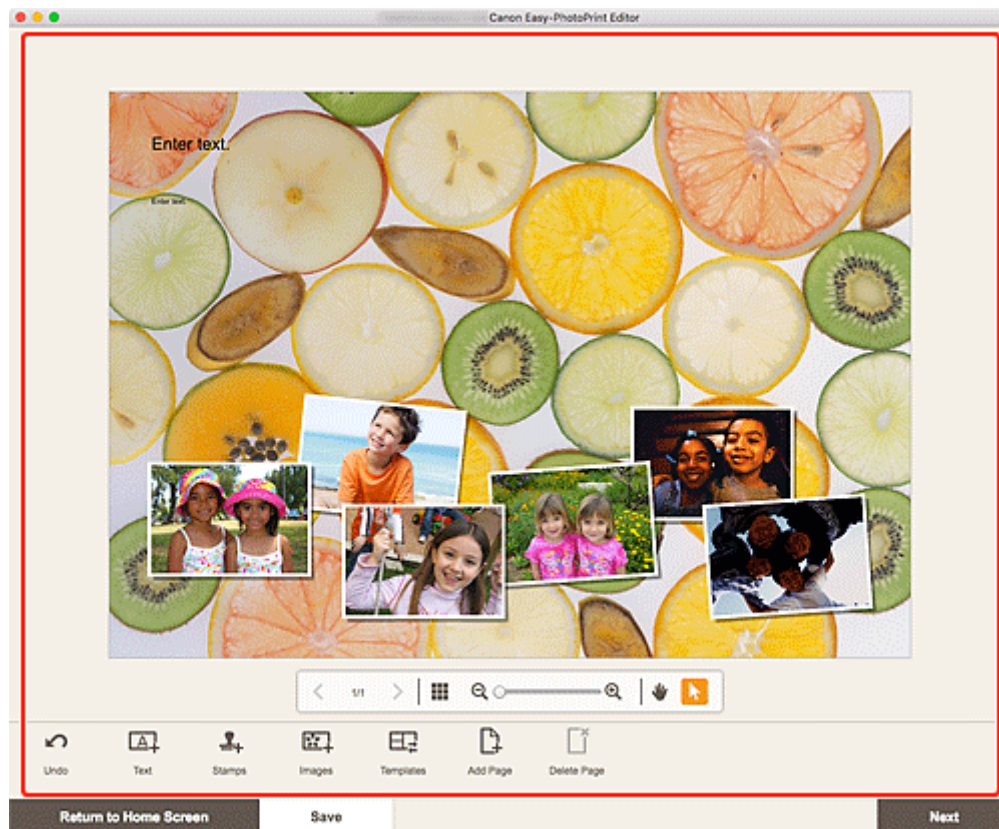 Canon Easy-PhotoPrint Editor
Enter text.
Enter text.
1/1
Undo
Text
Stamps
Images
Templates
Add Page
Delete Page
Return to Home Screen
Save
Next